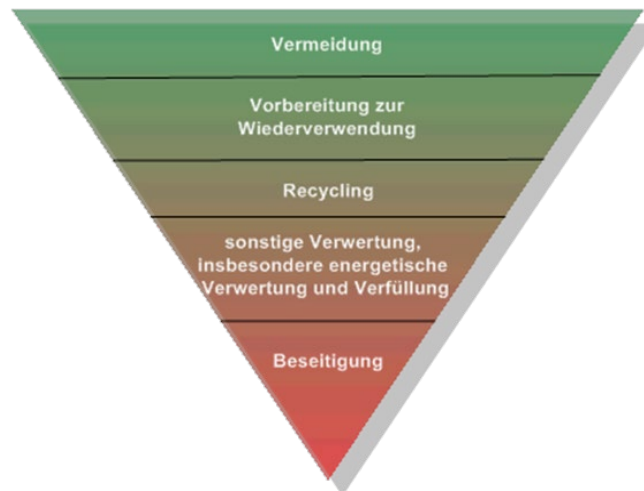 Vermeidung
Vorbereitung zur
Wiederverwendung
Recycling
sonstige Verwertung,
insbesondere energetische
Verwertung und Verfüllung
Beseitigung